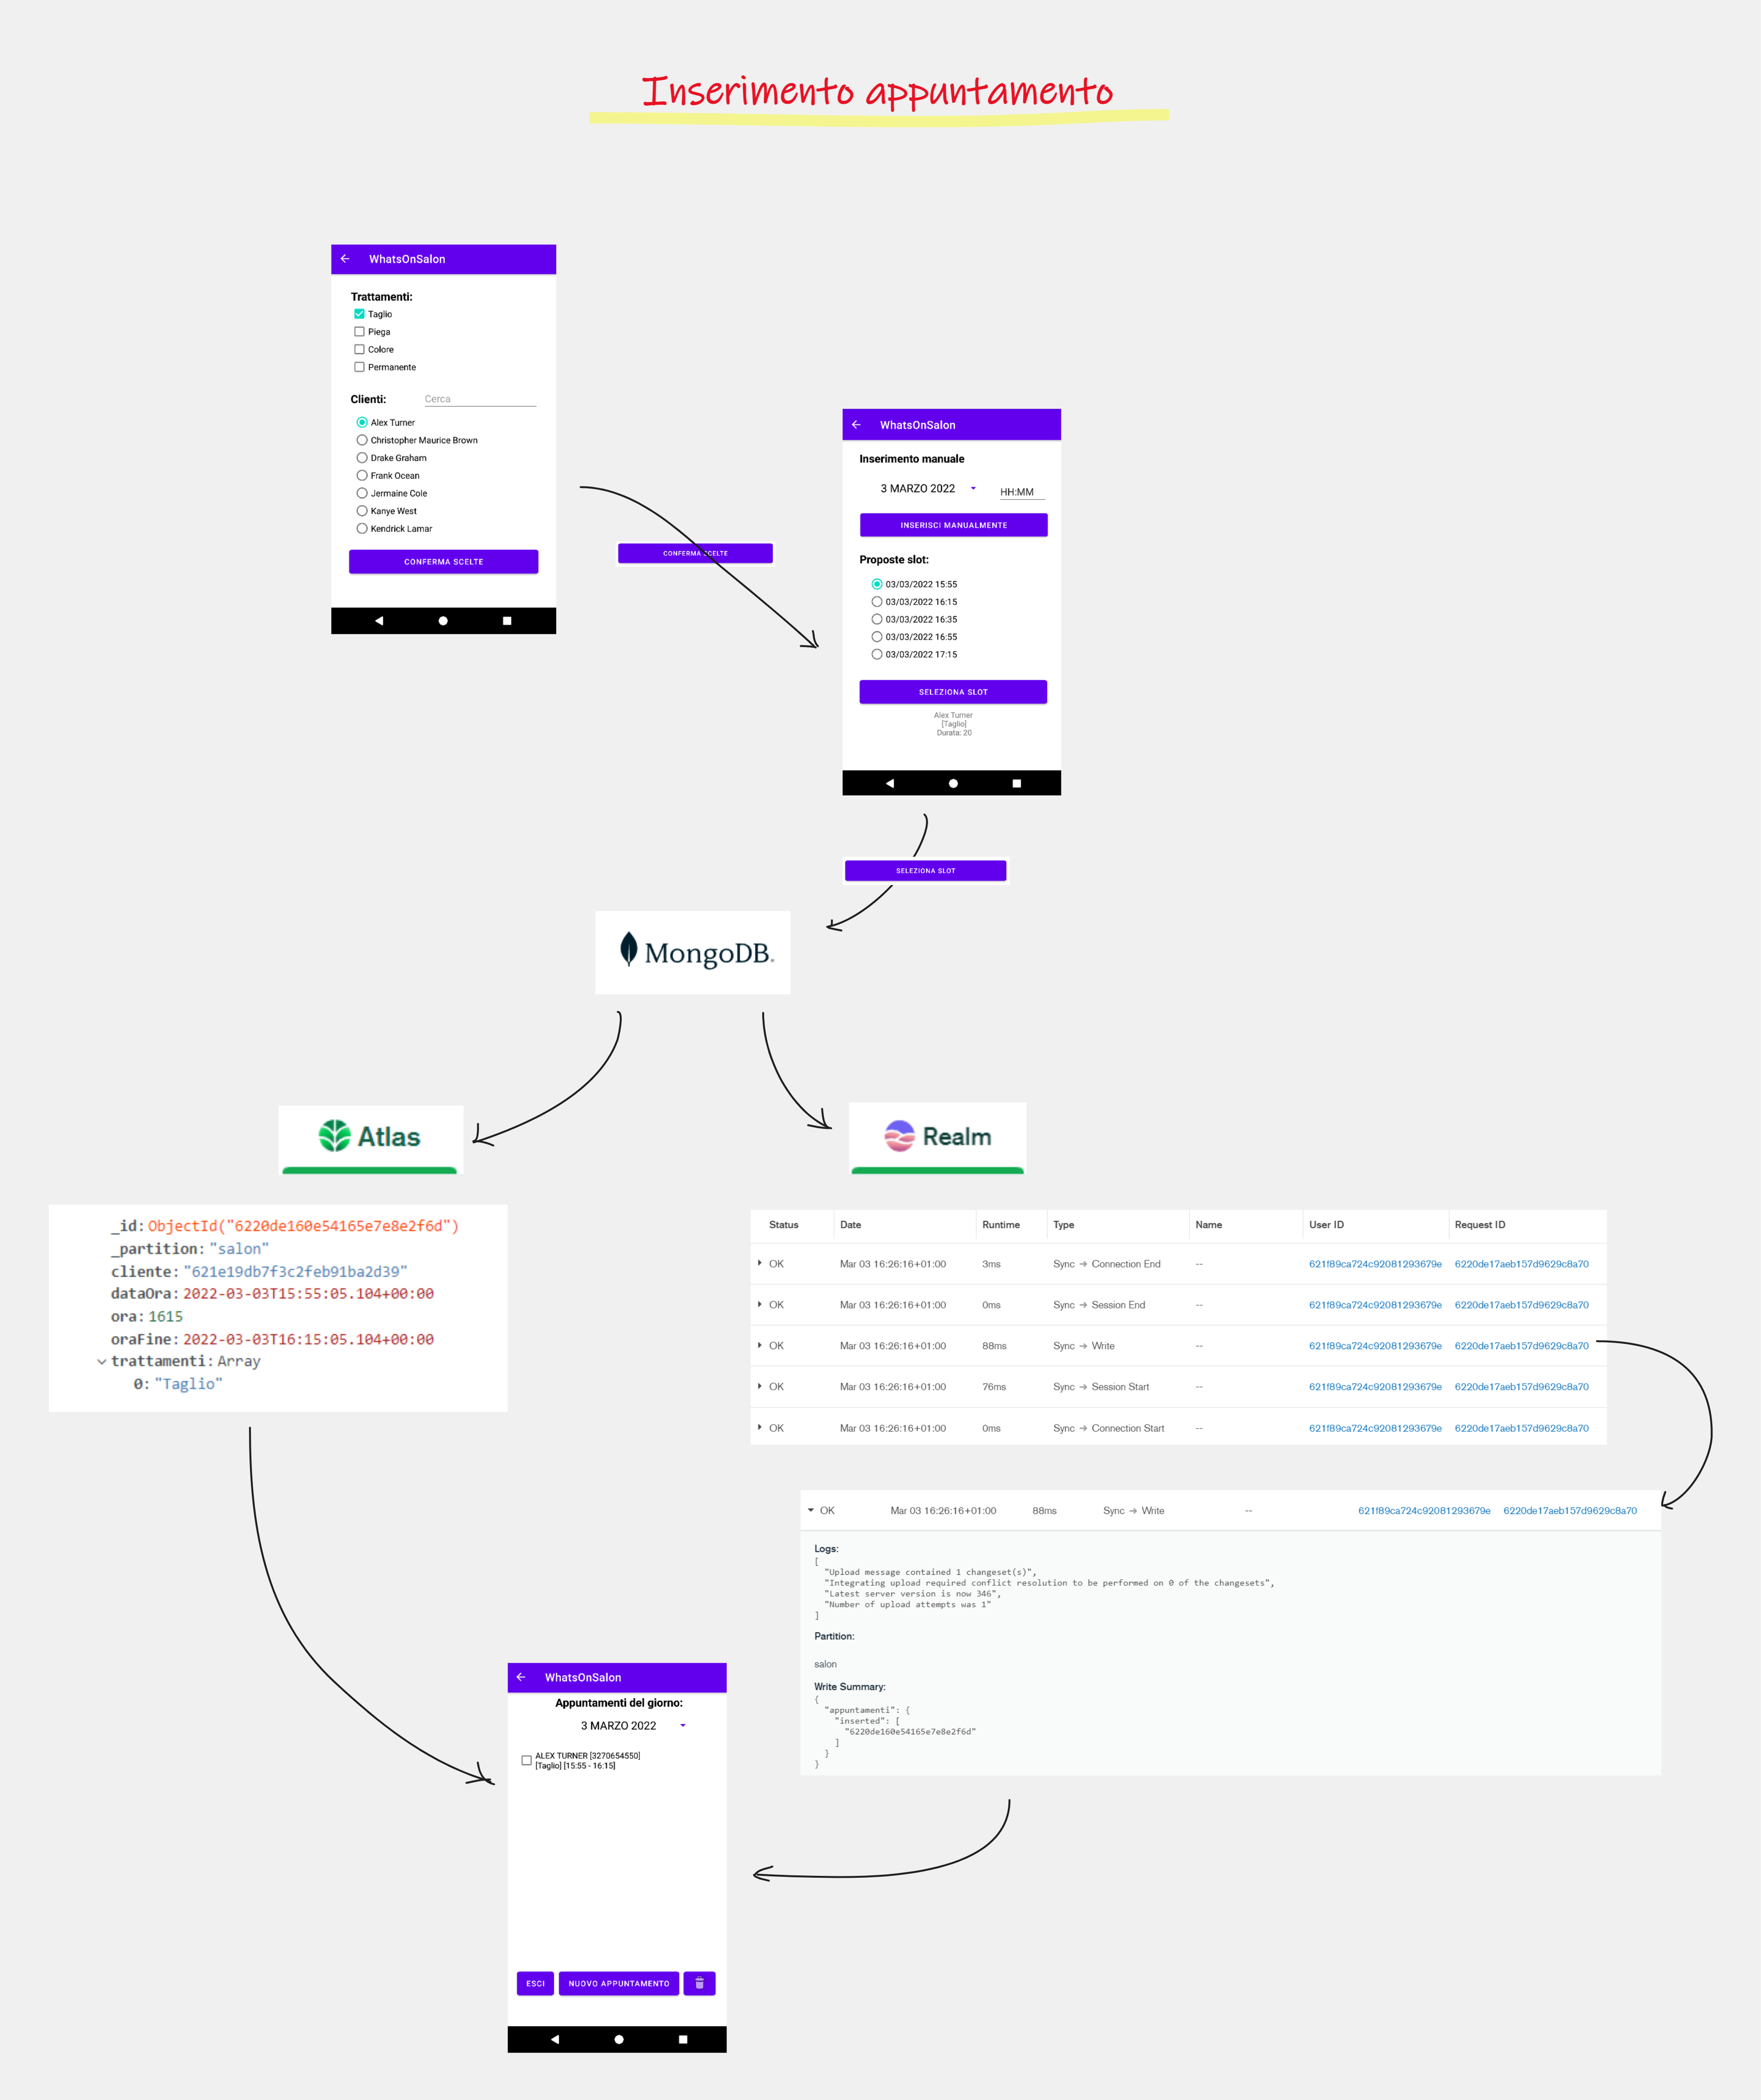 Inserimento appuntamento
WhatsOnSalon
Trattamenti:
Taglio
Piega
Colore
Permanente
Clienti: Cerca
Alex Turner
Christopher Maurice Brown
Drake Graham
Frank Ocean
Jermaine Cole
Kanye West
Kendrick Lamar
CONFERMA SCELTE
CONFERMA SCELTE
WhatsOnSalon
Inserimento manuale
3 MARZO 2022 HH:MM
INSERISCI MANUALMENTE
Proposte slot:
03/03/2022 15:55
03/03/2022 16:15
03/03/2022 16:35
03/03/2022 16:55
03/03/2022 17:15
SELEZIONA SLOT
Alex Turner
[Taglio]
Durata: 20
SELEZIONA SLOT
MongoDB.
Atlas
Realm
_id: ObjectId("6220de160e54165e7e8e2f6d")
_partition: "salon"
cliente: "621e19db7f3c2feb91ba2d39"
dataOra: 2022-03-03T15:55:05.104+00:00
ora: 1615
oraFine: 2022-03-03T16:15:05.104+00:00
trattamenti: Array
0: "Taglio"
Status Date Runtime Type Name User ID Request ID
OK Mar 03 16:26:16+01:00 3ms Sync → Connection End -- 621f89ca724c92081293679e 6220de17aeb157d9629c8a70
OK Mar 03 16:26:16+01:00 0ms Sync → Session End -- 621f89ca724c92081293679e 6220de17aeb157d9629c8a70
OK Mar 03 16:26:16+01:00 88ms Sync → Write -- 621f89ca724c92081293679e 6220de17aeb157d9629c8a70
OK Mar 03 16:26:16+01:00 76ms Sync → Session Start -- 621f89ca724c92081293679e 6220de17aeb157d9629c8a70
OK Mar 03 16:26:16+01:00 0ms Sync → Connection Start -- 621f89ca724c92081293679e 6220de17aeb157d9629c8a70
OK Mar 03 16:26:16+01:00 88ms Sync → Write -- 621f89ca724c92081293679e 6220de17aeb157d9629c8a70
Logs:
[
"Upload message contained 1 changeset(s)",
"Integrating upload required conflict resolution to be performed on 0 of the changesets",
"Latest server version is now 346",
"Number of upload attempts was 1"
]
Partition:
salon
Write Summary:
{
"appuntamenti": {
"inserted": [
"6220de160e54165e7e8e2f6d"
]
}
}
WhatsOnSalon
Appuntamenti del giorno:
3 MARZO 2022
ALEX TURNER [3270654550]
[Taglio] [15:55 - 16:15]
ESCI NUOVO APPUNTAMENTO